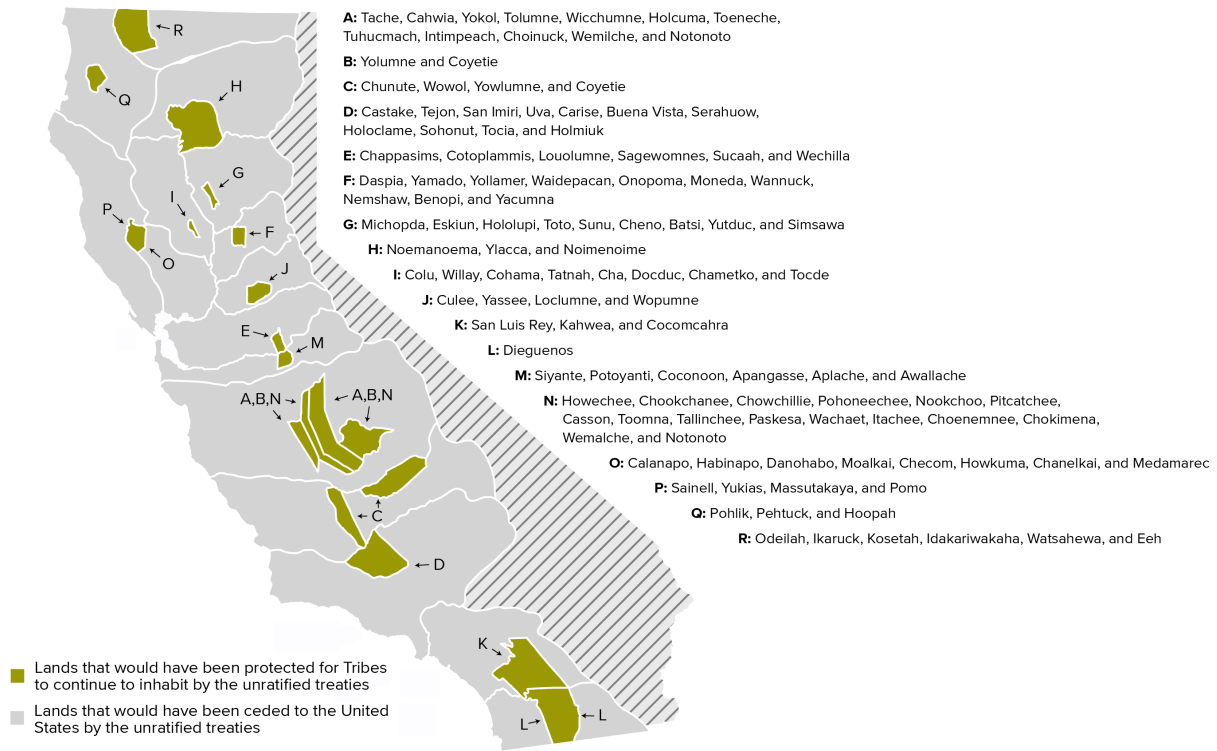 A: Tache, Cahwia, Yokol, Tolumne, Wicchumne, Holcuma, Toeneche,
Tuhucmach, Intimpeach, Choinuck, Wemilche, and Notonoto
B: Yolumne and Coyetie
C: Chunute, Wowol, Yowlumne, and Coyetie
D: Castake, Tejon, San Imiri, Uva, Carise, Buena Vista, Serahuow,
Holoclame, Sohonut, Tocia, and Holmiuk
E: Chappasims, Cotoplammis, Louolumne, Sagewomnes, Sucaah, and Wechilla
F: Daspia, Yamado, Yollamer, Waidepacan, Onopoma, Moneda, Wannuck,
Nemshaw, Benopi, and Yacumna
G: Michopda, Eskiun, Hololupi, Toto, Sunu, Cheno, Batsi, Yutduc, and Simsawa
H: Noemanoema, Ylacca, and Noimenoime
I: Colu, Willay, Cohama, Tatnah, Cha, Docduc, Chametko, and Tocde
J: Culee, Yassee, Loclumne, and Wopumne
K: San Luis Rey, Kahwea, and Cocomcahra
L: Dieguenos
M: Siyante, Potoyanti, Coconoon, Apangasse, Aplache, and Awallache
N: Howechee, Chookchanee, Chowchillie, Pohoneechee, Nookchoo, Pitcatchee,
Casson, Toomna, Tallinchee, Paskesa, Wachaet, Itachee, Choenemnee, Chokimena,
Wemalche, and Notonoto
O: Calanapo, Habinapo, Danohabo, Moalkai, Checom, Howkuma, Chanelkai, and Medamarec
P: Sainell, Yukias, Massutakaya, and Pomo
Q: Pohlik, Pehtuck, and Hoopah
R: Odeilah, Ikaruck, Kosetah, Idakariwakaha, Watsahewa, and Eeh
R
Q
H
G
I
P
F
O
J
E
M
A,B,N
A,B,N
C
D
K
L
L
Lands that would have been protected for Tribes
to continue to inhabit by the unratified treaties
Lands that would have been ceded to the United
States by the unratified treaties